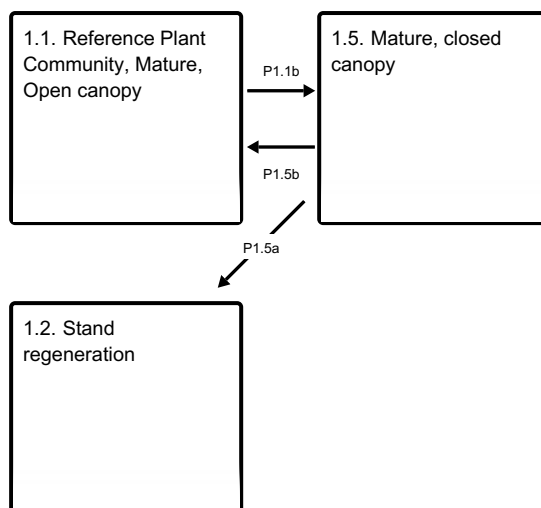 1.1. Reference Plant
Community, Mature,
Open canopy
1.5. Mature, closed
canopy
P1.1b
P1.5b
P1.5a
1.2. Stand
regeneration